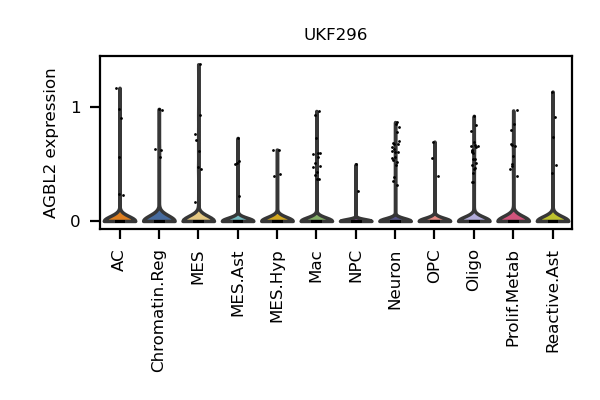 UKF296
AGBL2 expression
1
0
AC
Chromatin.Reg
MES
MES.Ast
MES.Hyp
Mac
NPC
Neuron
OPC
Oligo
Prolif.Metab
Reactive.Ast